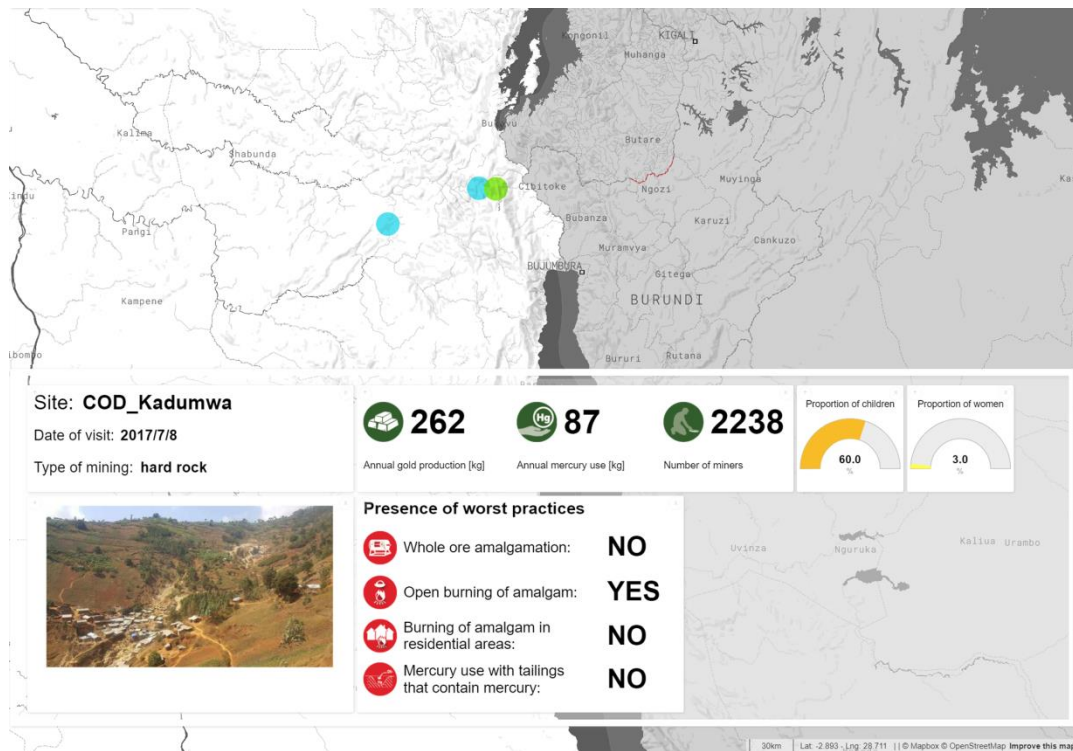 Kongonil
KIGALI
Muhanga
Kalima
Bukavu
Butare
Shabunda
Cibitoke
Ngozi
Muyinga
Pangi
Bubanza
Karuzi
Muramvya
Cankuzo
BUJUMBURA
Gitega
Kampene
BURUNDI
Bururi
Rutana
Site: COD_Kadumwa
Date of visit: 2017/7/8
Type of mining: hard rock
262
Annual gold production [kg]
Hg
87
Annual mercury use [kg]
2238
Number of miners
Proportion of children
60.0
%
Proportion of women
3.0
%
Presence of worst practices
Whole ore amalgamation: NO
Open burning of amalgam: YES
Burning of amalgam in
residential areas: NO
Mercury use with tailings
that contain mercury: NO
Uvinza
Nguruka
Kaliua
Urambo
30km
Lat. -2.893 , Lng. 28.711 | | © Mapbox © OpenStreetMap Improve this map